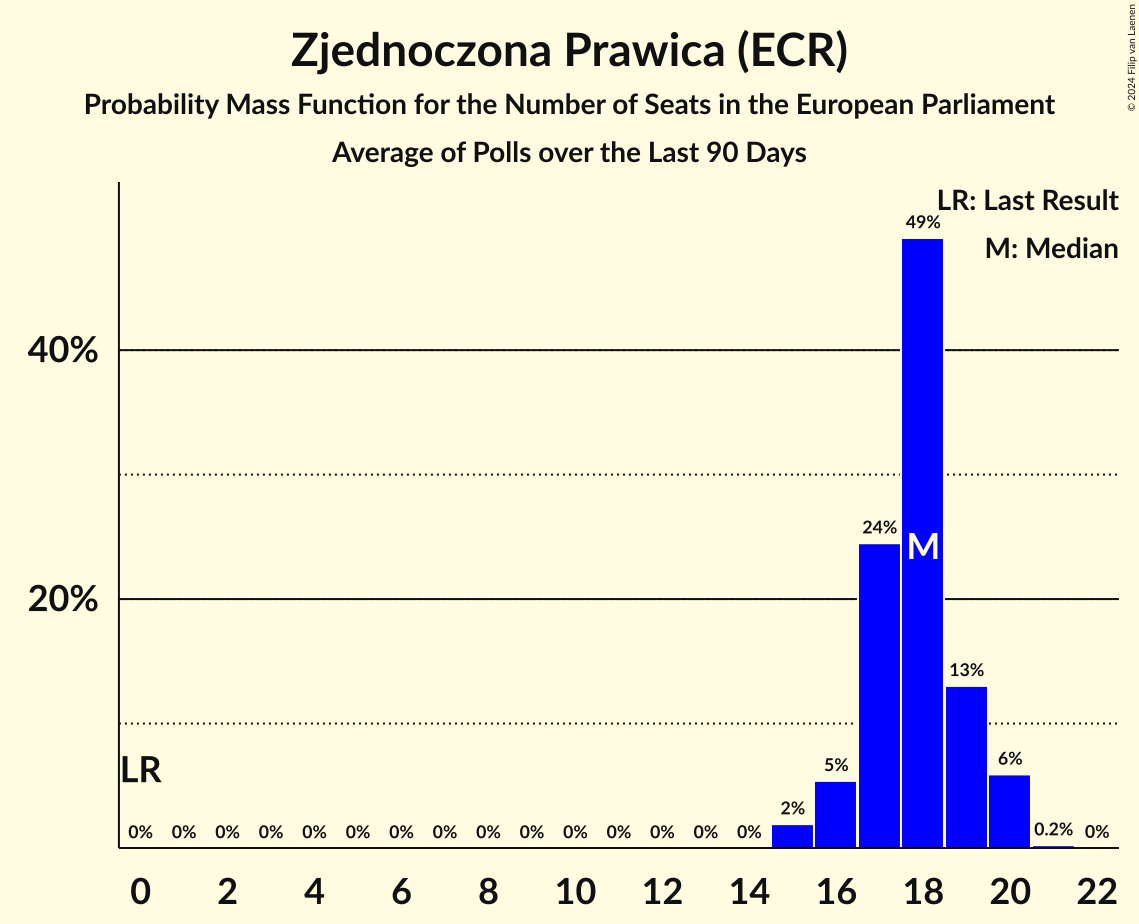 Zjednoczona Prawica (ECR)
Probability Mass Function for the Number of Seats in the European Parliament
Average of Polls over the Last 90 Days
© 2024 Filip van Laenen
LR: Last Result
M: Median
49%
40%
24%
M
20%
13%
LR
6%
5%
2%
0% 0% 0% 0% 0% 0% 0% 0% 0% 0% 0% 0% 0% 0% 0% 0.2% 0%
0 2 4 6 8 10 12 14 16 18 20 22